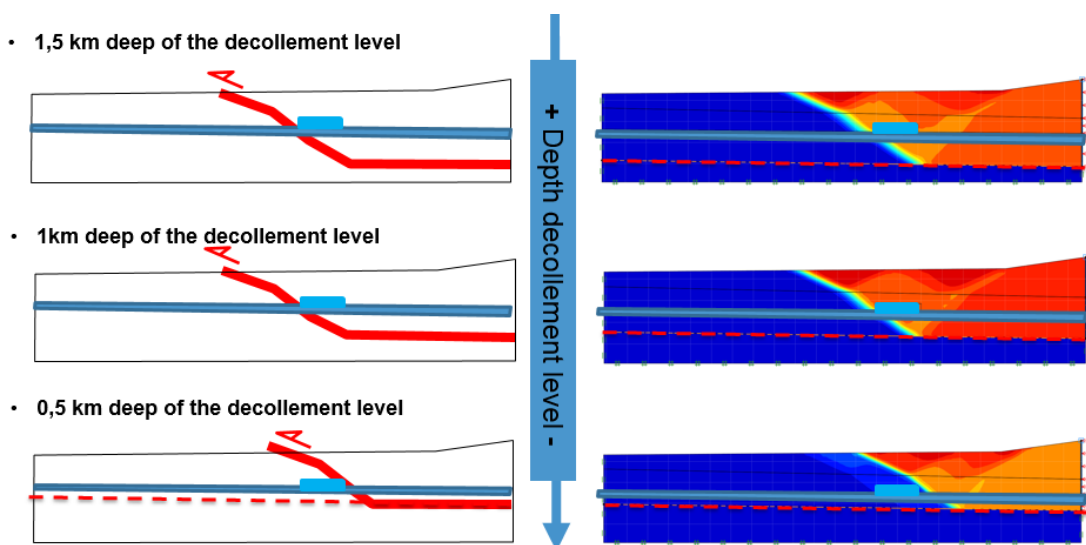 • 1,5 km deep of the decollement level
• 1km deep of the decollement level
• 0,5 km deep of the decollement level
+ Depth decollement level -